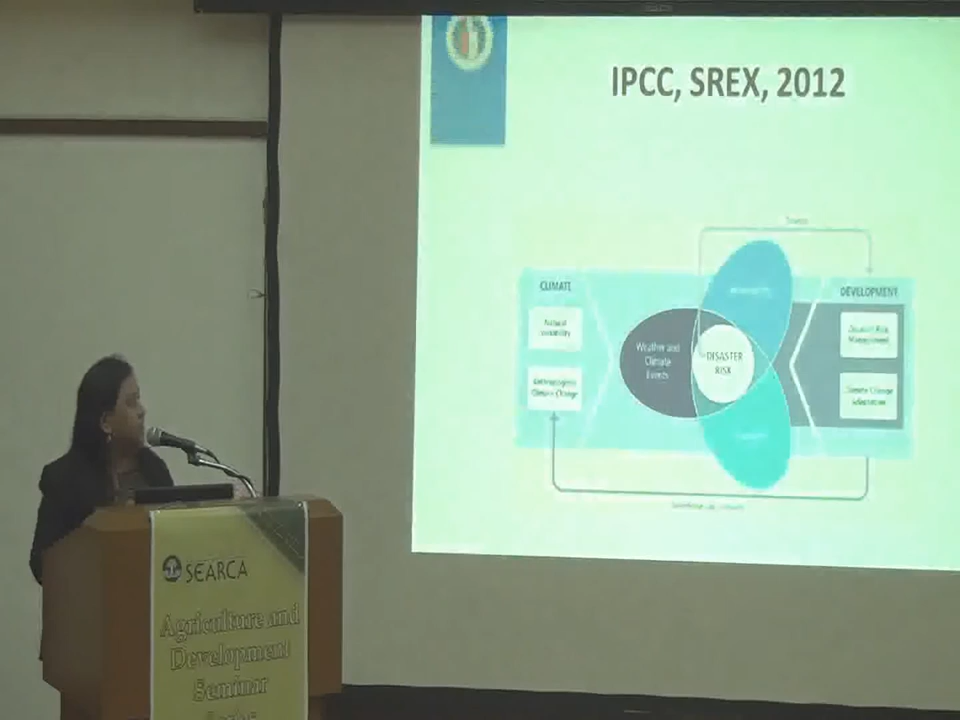 IPCC, SREX, 2012
CLIMATE
Natural
Variability
Anthropogenic
Climate Change
Weather and
Climate
Events
DISASTER
RISK
DEVELOPMENT
Disaster Risk
Management
Climate Change
Adaptation
SEARCA
Agriculture and
Development
Seminar
Series